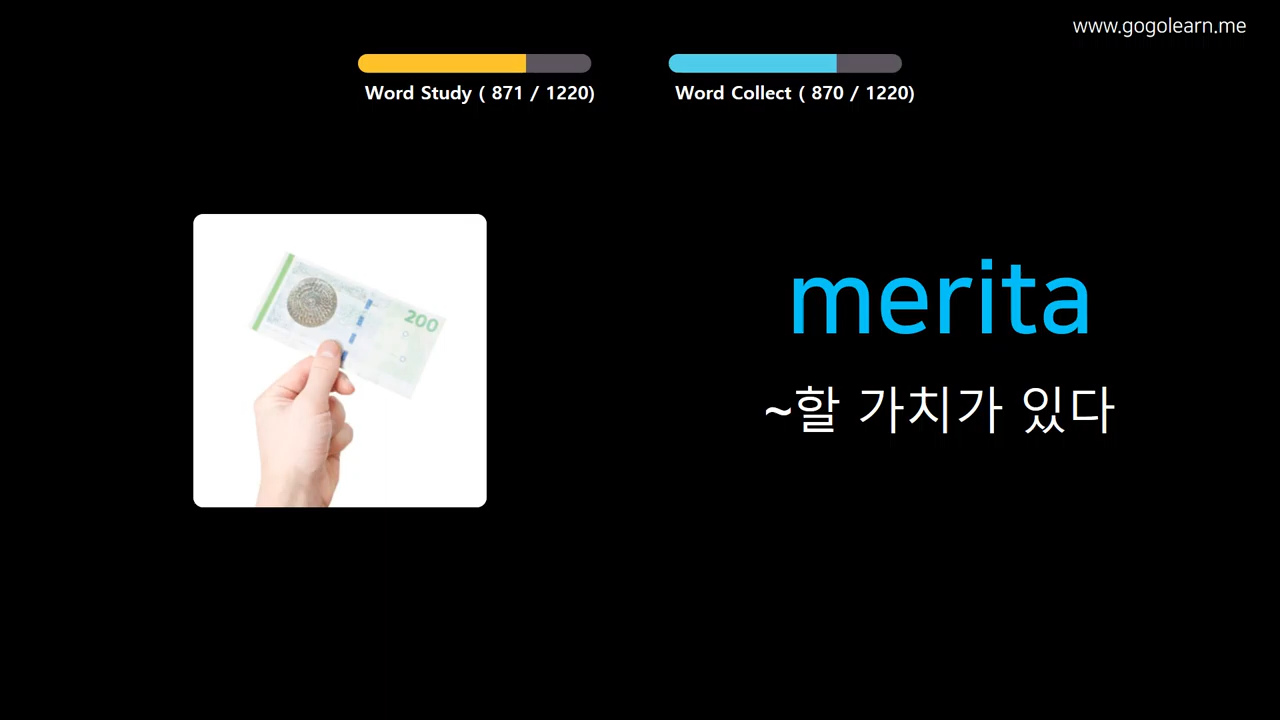 www.gogolearn.me
Word Study ( 871 / 1220)
Word Collect ( 870 / 1220)
200
merita
~할 가치가 있다